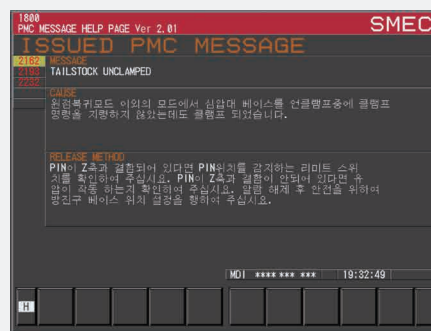 1800
PMC MESSAGE HELP PAGE Ver 2.01
SMEC
ISSUED PMC MESSAGE
2162
MESSAGE
2193
TAILSTOCK UNCLAMPED
2232
CAUSE
원점복귀모드 이외의 모드에서 심압대 베이스를 언클램프중에 클램프
명령을 지령하지 않았는데도 클램프 되었습니다.
RELEASE METHOD
PIN이 Z축과 결합되어 있다면 PIN위치를 감지하는 리미트 스위
치를 확인하여 주십시요. PIN이 Z축과 결합이 안되어 있다면 유
압이 작동 하는지 확인하여 주십시요. 알람 해제 후 안전을 위하여
방진구 베이스 위치 설정을 행하여 주십시요.
MDI **** *** *** 19:32:49
H